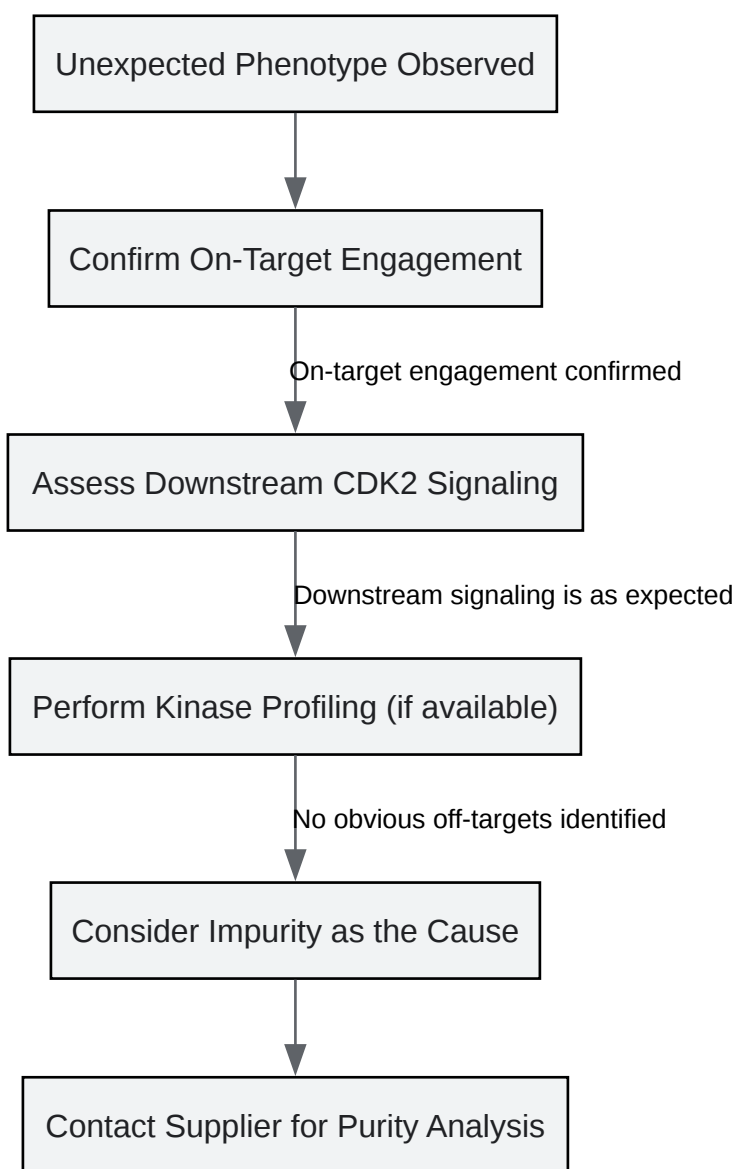 Unexpected Phenotype Observed
Confirm On-Target Engagement
On-target engagement confirmed
Assess Downstream CDK2 Signaling
Downstream signaling is as expected
Perform Kinase Profiling (if available)
No obvious off-targets identified
Consider Impurity as the Cause
Contact Supplier for Purity Analysis